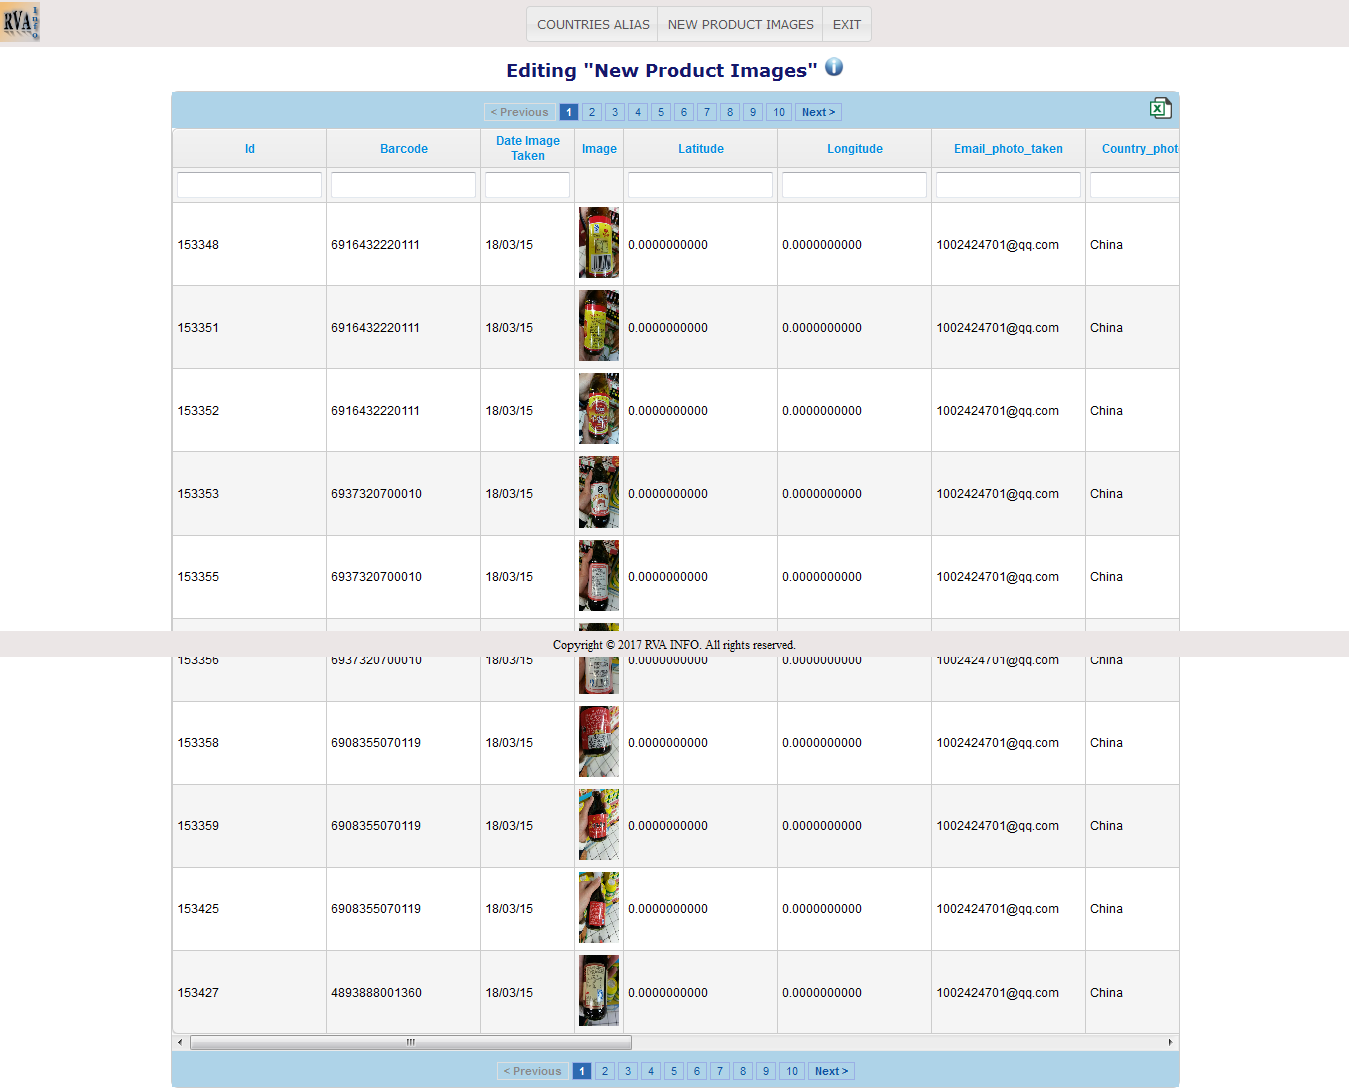 RVA Info
COUNTRIES ALIAS NEW PRODUCT IMAGES EXIT
Editing "New Product Images"
< Previous 1 2 3 4 5 6 7 8 9 10 Next >
Id Barcode Date Image Taken Image Latitude Longitude Email_photo_taken Country_phot
153348 6916432220111 18/03/15 0.0000000000 0.0000000000 1002424701@qq.com China
153351 6916432220111 18/03/15 0.0000000000 0.0000000000 1002424701@qq.com China
153352 6916432220111 18/03/15 0.0000000000 0.0000000000 1002424701@qq.com China
153353 6937320700010 18/03/15 0.0000000000 0.0000000000 1002424701@qq.com China
153355 6937320700010 18/03/15 0.0000000000 0.0000000000 1002424701@qq.com China
Copyright © 2017 RVA INFO. All rights reserved.
153356 6937320700010 18/03/15 0.0000000000 0.0000000000 1002424701@qq.com China
153358 6908355070119 18/03/15 0.0000000000 0.0000000000 1002424701@qq.com China
153359 6908355070119 18/03/15 0.0000000000 0.0000000000 1002424701@qq.com China
153425 6908355070119 18/03/15 0.0000000000 0.0000000000 1002424701@qq.com China
153427 4893888001360 18/03/15 0.0000000000 0.0000000000 1002424701@qq.com China
< Previous 1 2 3 4 5 6 7 8 9 10 Next >